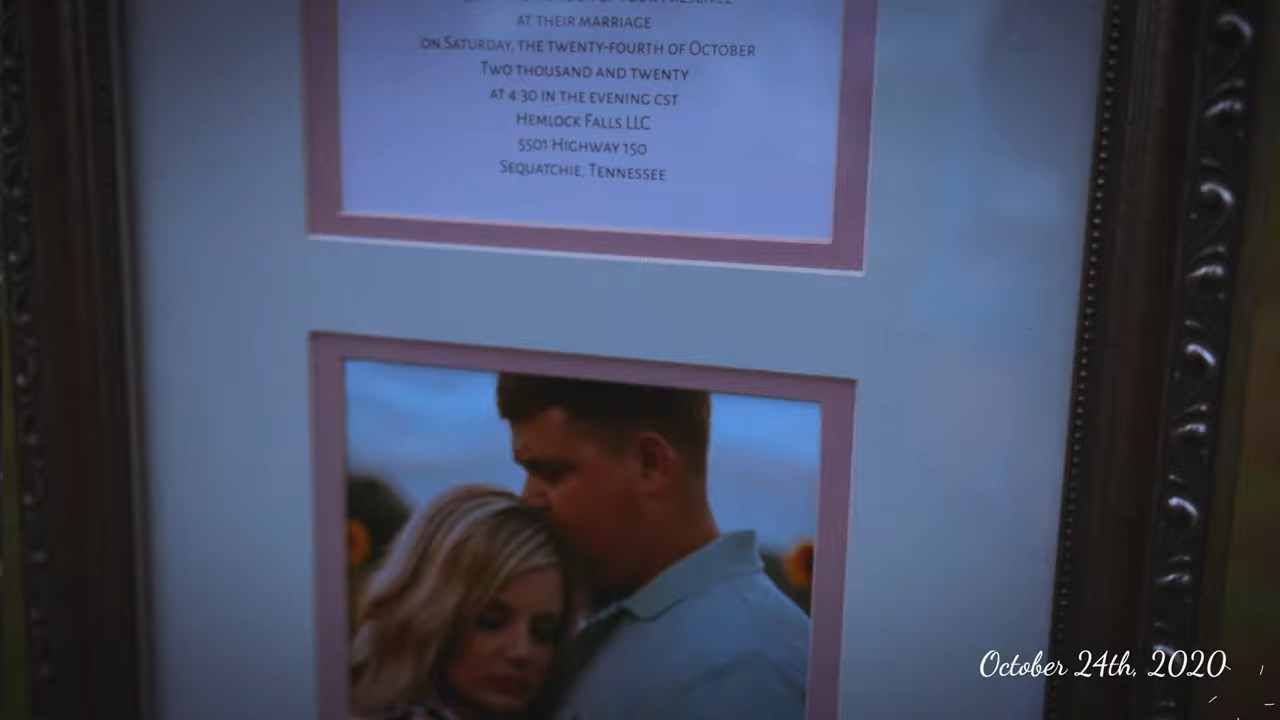 AT THEIR MARRIAGE
ON SATURDAY, THE TWENTY-FOURTH OF OCTOBER
TWO THOUSAND AND TWENTY
AT 4:30 IN THE EVENING CST
HEMLOCK FALLS LLC
5501 HIGHWAY 150
SEQUATCHIE, TENNESSEE
October 24th, 2020